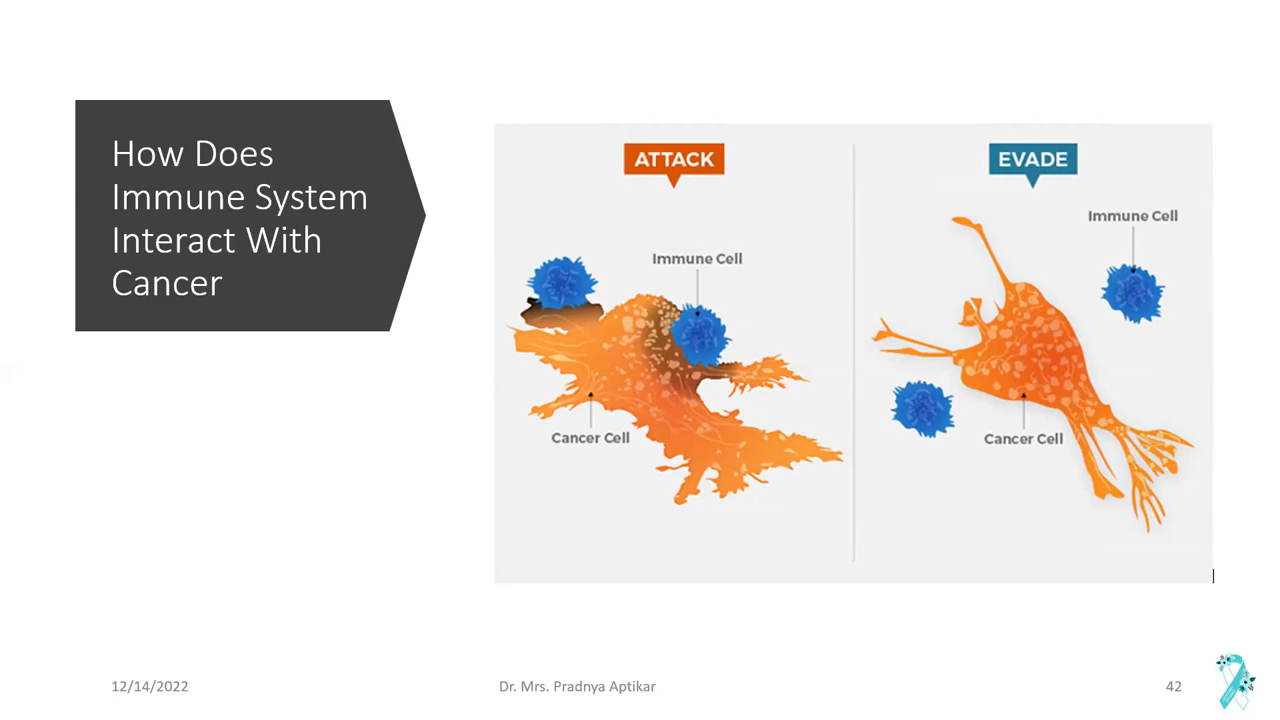 How Does
Immune System
Interact With
Cancer
ATTACK
Immune Cell
Cancer Cell
EVADE
Immune Cell
Cancer Cell
12/14/2022
Dr. Mrs. Pradnya Aptikar
42